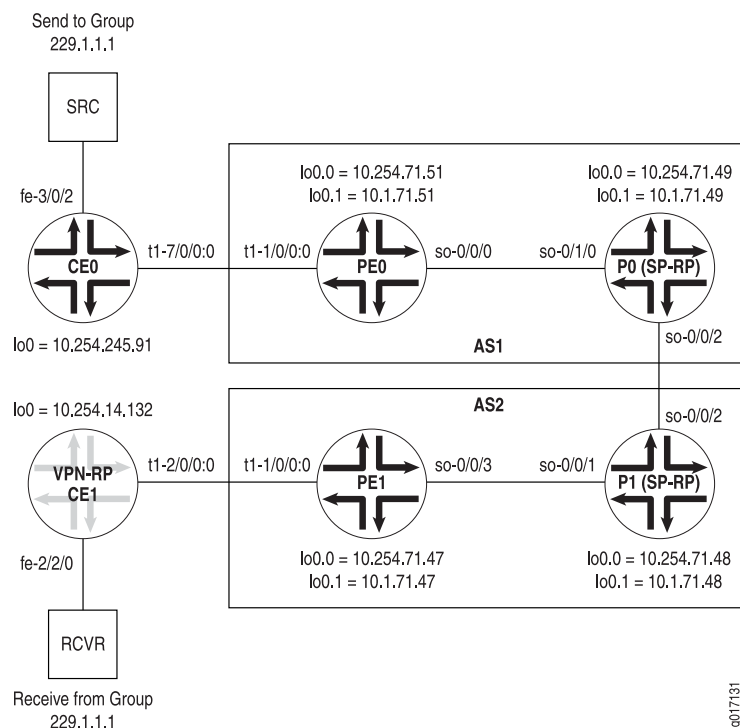 Send to Group
229.1.1.1
SRC
lo0.0 = 10.254.71.51
lo0.1 = 10.1.71.51
lo0.0 = 10.254.71.49
lo0.1 = 10.1.71.49
fe-3/0/2
t1-7/0/0:0
t1-1/0/0:0
so-0/0/0
so-0/1/0
CE0
PE0
P0 (SP-RP)
lo0 = 10.254.245.91
AS1
so-0/0/2
lo0 = 10.254.14.132
AS2
so-0/0/2
VPN-RP
CE1
t1-2/0/0:0
t1-1/0/0:0
PE1
so-0/0/3
so-0/0/1
P1 (SP-RP)
fe-2/2/0
lo0.0 = 10.254.71.47
lo0.1 = 10.1.71.47
lo0.0 = 10.254.71.48
lo0.1 = 10.1.71.48
RCVR
Receive from Group
229.1.1.1